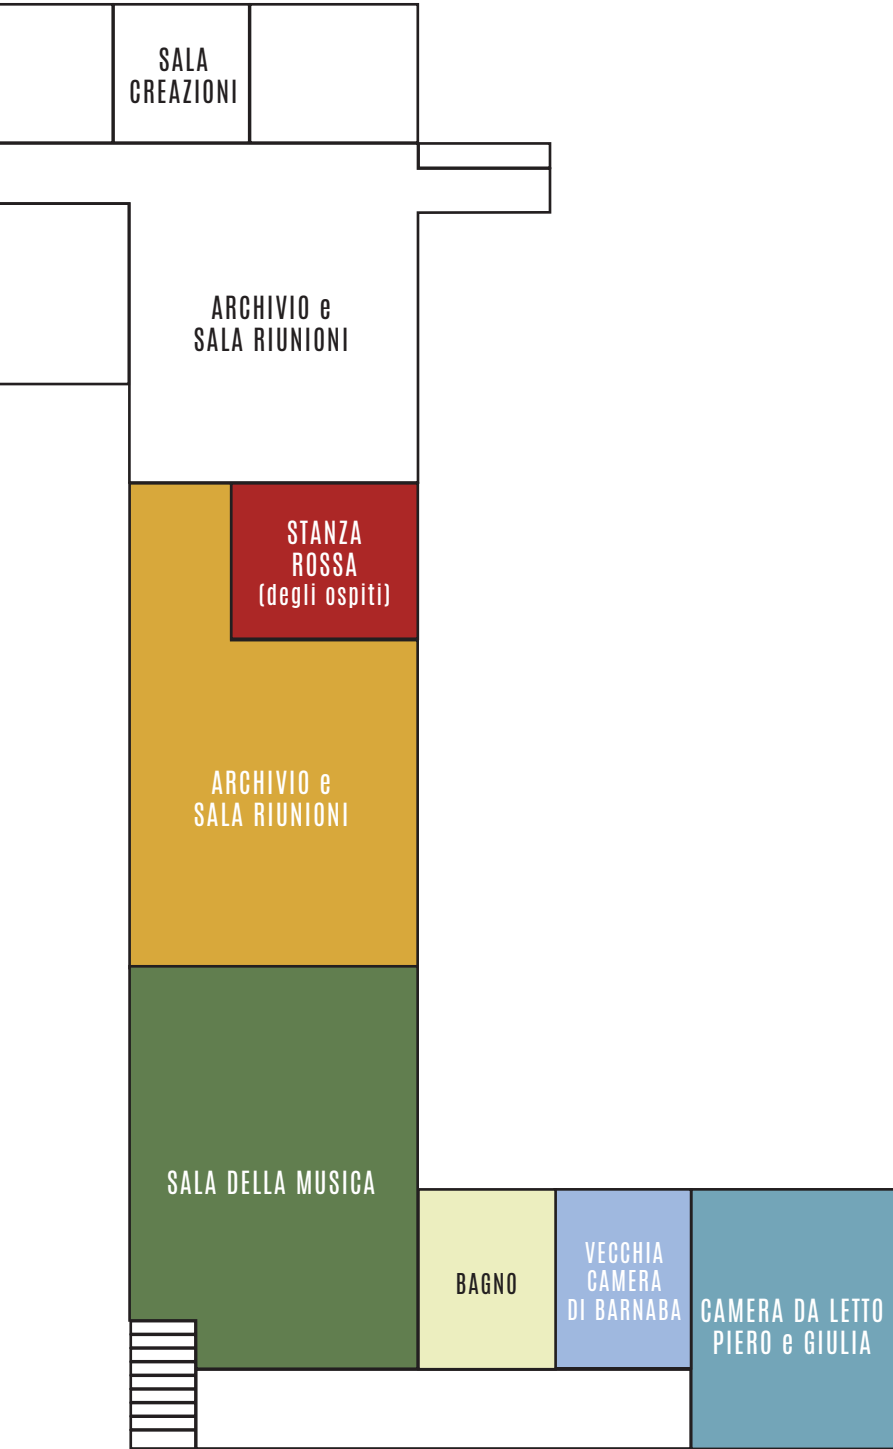 SALA
CREAZIONI
ARCHIVIO e
SALA RIUNIONI
STANZA
ROSSA
(degli ospiti)
ARCHIVIO e
SALA RIUNIONI
SALA DELLA MUSICA
BAGNO
VECCHIA
CAMERA
DI BARNABA
CAMERA DA LETTO
PIERO e GIULIA